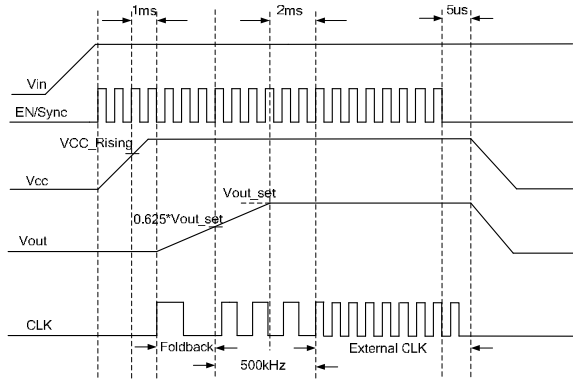 1ms
2ms
5us
Vin
EN/Sync
VCC_Rising
Vcc
Vout_set
0.625*Vout_set
Vout
CLK
Foldback
External CLK
500kHz